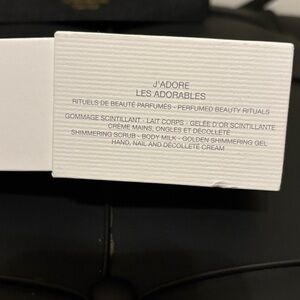 J'ADORE
LES ADORABLES
RITUELS DE BEAUTÉ PARFUMÉS - PERFUMED BEAUTY RITUALS
GOMMAGE SCINTILLANT - LAIT CORPS - GELÉE D'OR SCINTILLANTE
CRÈME MAINS, ONGLES ET DÉCOLLETÉ
SHIMMERING SCRUB - BODY MILK - GOLDEN SHIMMERING GEL
HAND, NAIL AND DÉCOLLETÉ CREAM